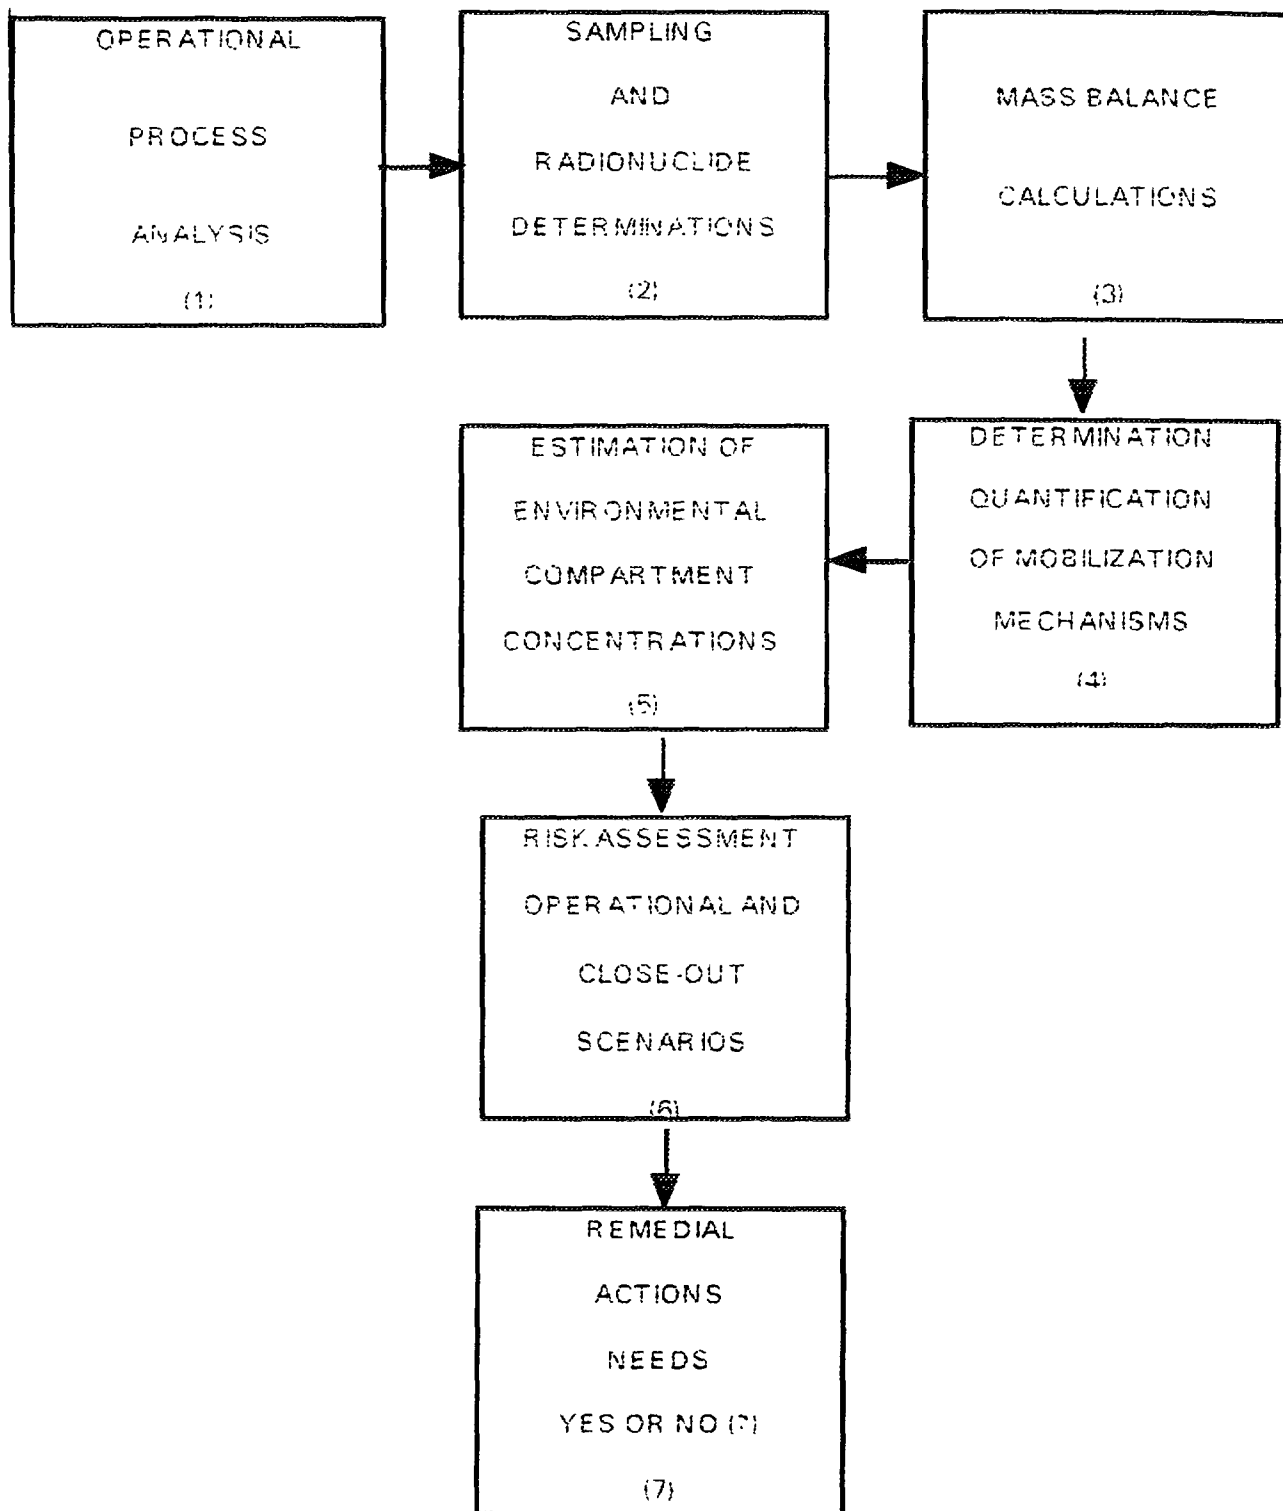 OPERATIONAL
PROCESS
ANALYSIS
(1)
SAMPLING
AND
RADIONUCLIDE
DETERMINATIONS
(2)
MASS BALANCE
CALCULATIONS
(3)
DETERMINATION
QUANTIFICATION
OF MOBILIZATION
MECHANISMS
(4)
ESTIMATION OF
ENVIRONMENTAL
COMPARTMENT
CONCENTRATIONS
(5)
RISK ASSESSMENT
OPERATIONAL AND
CLOSE-OUT
SCENARIOS
(6)
REMEDIAL
ACTIONS
NEEDS
YES OR NO (?)
(7)